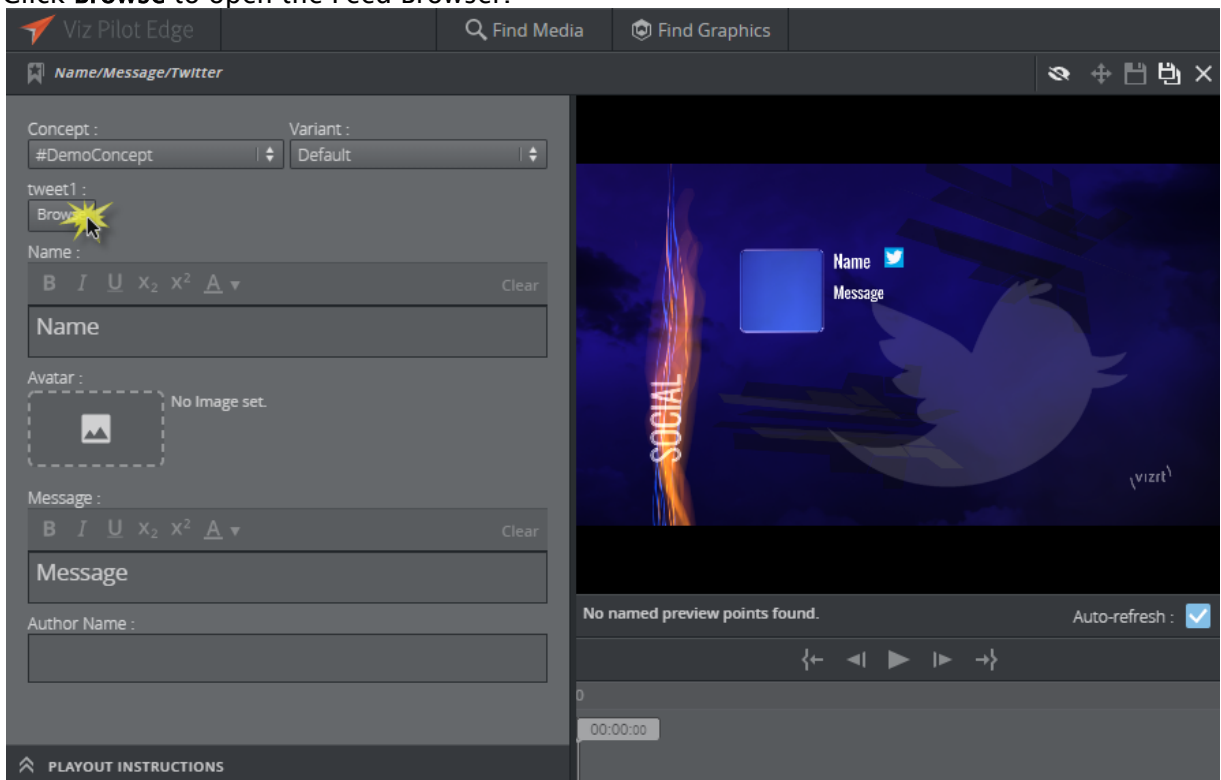 Click Browse to open the Feed Browser.
Viz Pilot Edge
Find Media
Find Graphics
Name/Message/Twitter
Concept :
Variant :
#DemoConcept
Default
tweet1 :
Name :
B I U X₂ X² A ▾
Clear
Name
Avatar :
No Image set.
Message :
B I U X₂ X² A ▾
Clear
Message
Author Name :
PLAYOUT INSTRUCTIONS
Name
Message
SOCIAL
vizrt
No named preview points found.
Auto-refresh :
0
00:00:00